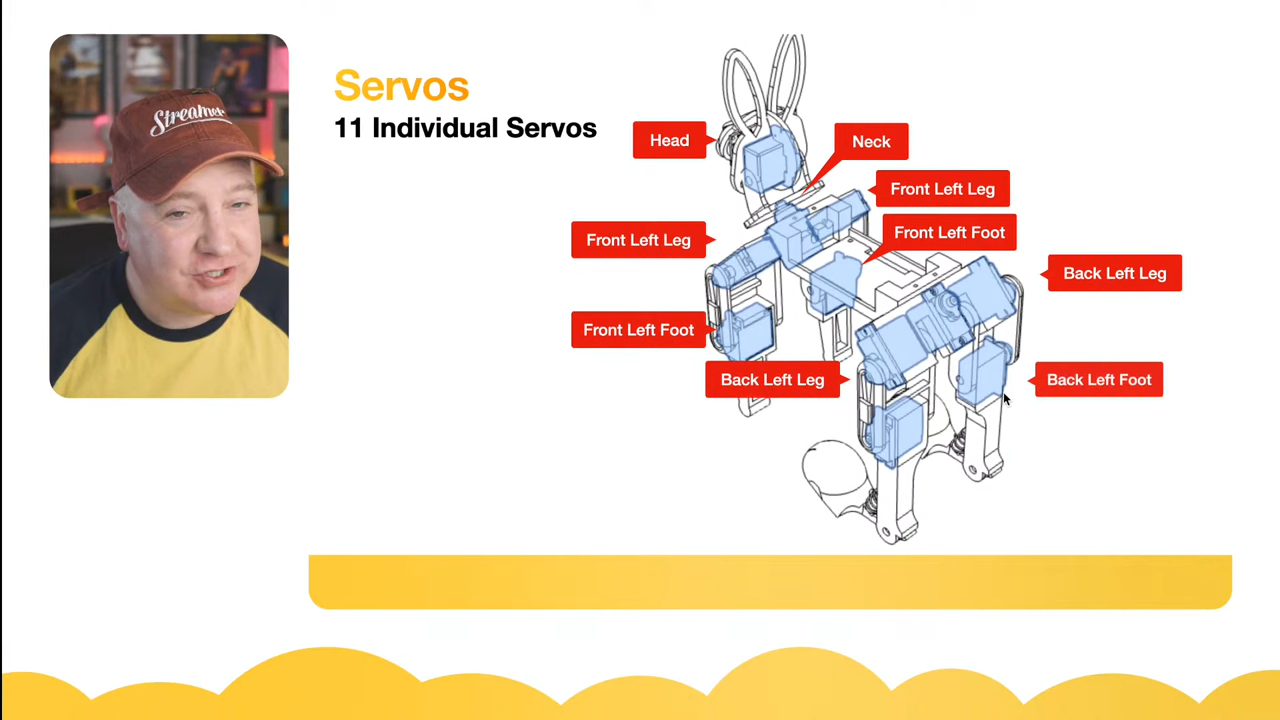 Streamer
Servos
11 Individual Servos
Head
Neck
Front Left Leg
Front Left Foot
Front Left Leg
Back Left Leg
Front Left Foot
Back Left Leg
Back Left Foot